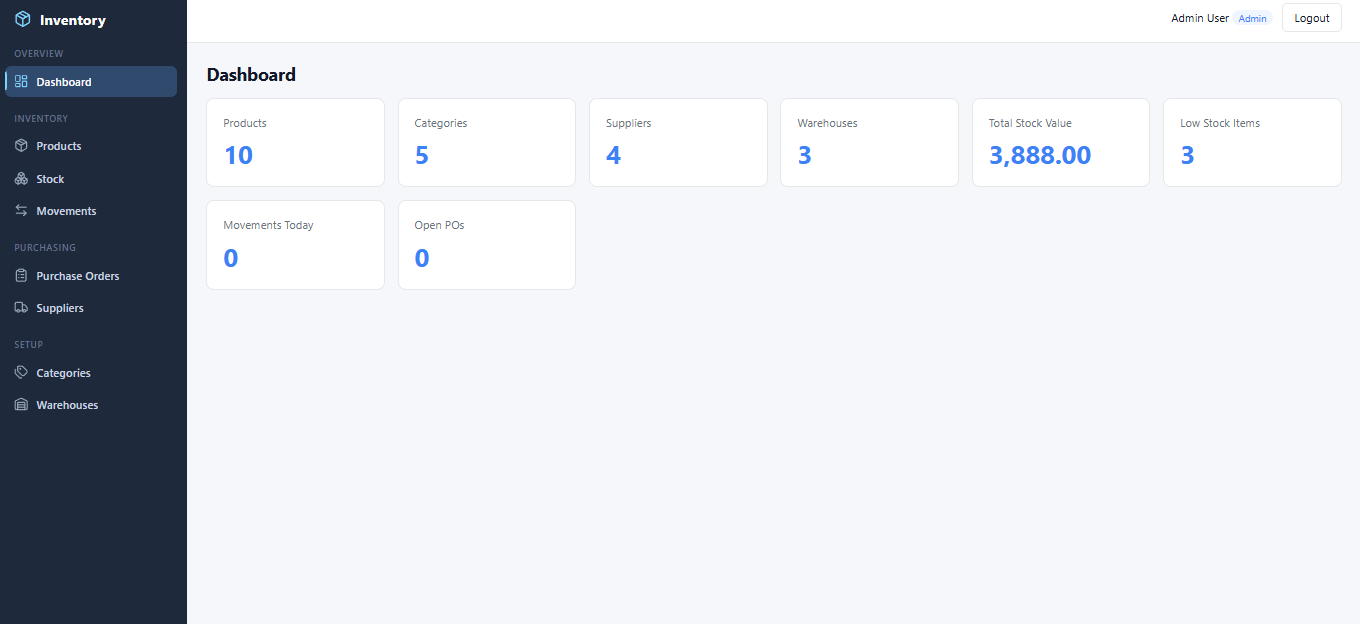 Inventory
OVERVIEW
Dashboard
INVENTORY
Products
Stock
Movements
PURCHASING
Purchase Orders
Suppliers
SETUP
Categories
Warehouses
Admin User Admin Logout
Dashboard
Products
10
Categories
5
Suppliers
4
Warehouses
3
Total Stock Value
3,888.00
Low Stock Items
3
Movements Today
0
Open POs
0